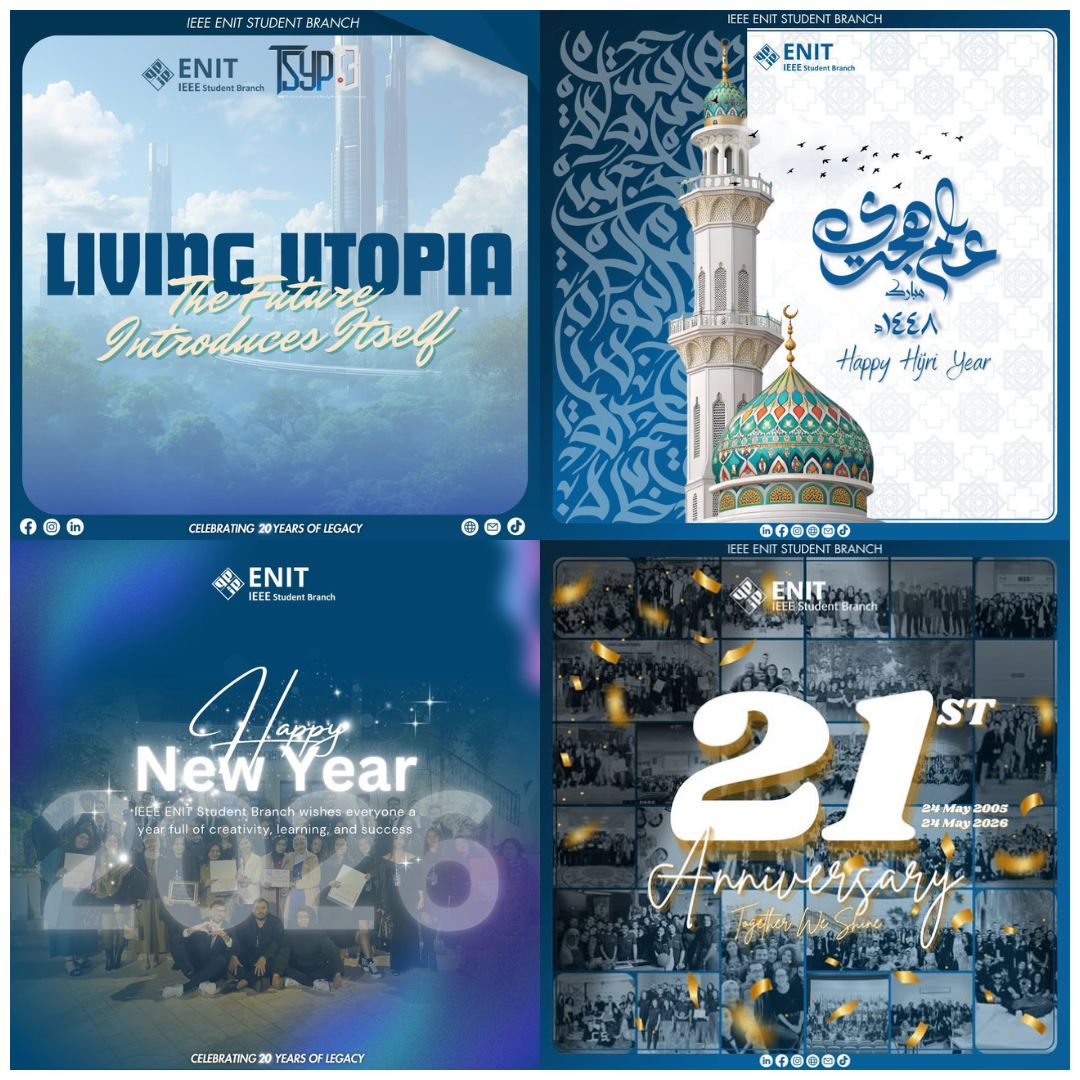 IEEE ENIT STUDENT BRANCH
ENIT
IEEE Student Branch
TSYP.3
LIVING UTOPIA
The Future
Introduces Itself
CELEBRATING 20 YEARS OF LEGACY
IEEE ENIT STUDENT BRANCH
ENIT
IEEE Student Branch
عام هجري
مبارك
١٤٤٨هـ
Happy Hijri Year
ENIT
IEEE Student Branch
Happy
New Year
2026
IEEE ENIT Student Branch wishes everyone a
year full of creativity, learning, and success
CELEBRATING 20 YEARS OF LEGACY
IEEE ENIT STUDENT BRANCH
ENIT
IEEE Student Branch
21ST
24 May 2005
24 May 2026
Anniversary
Together We Shine